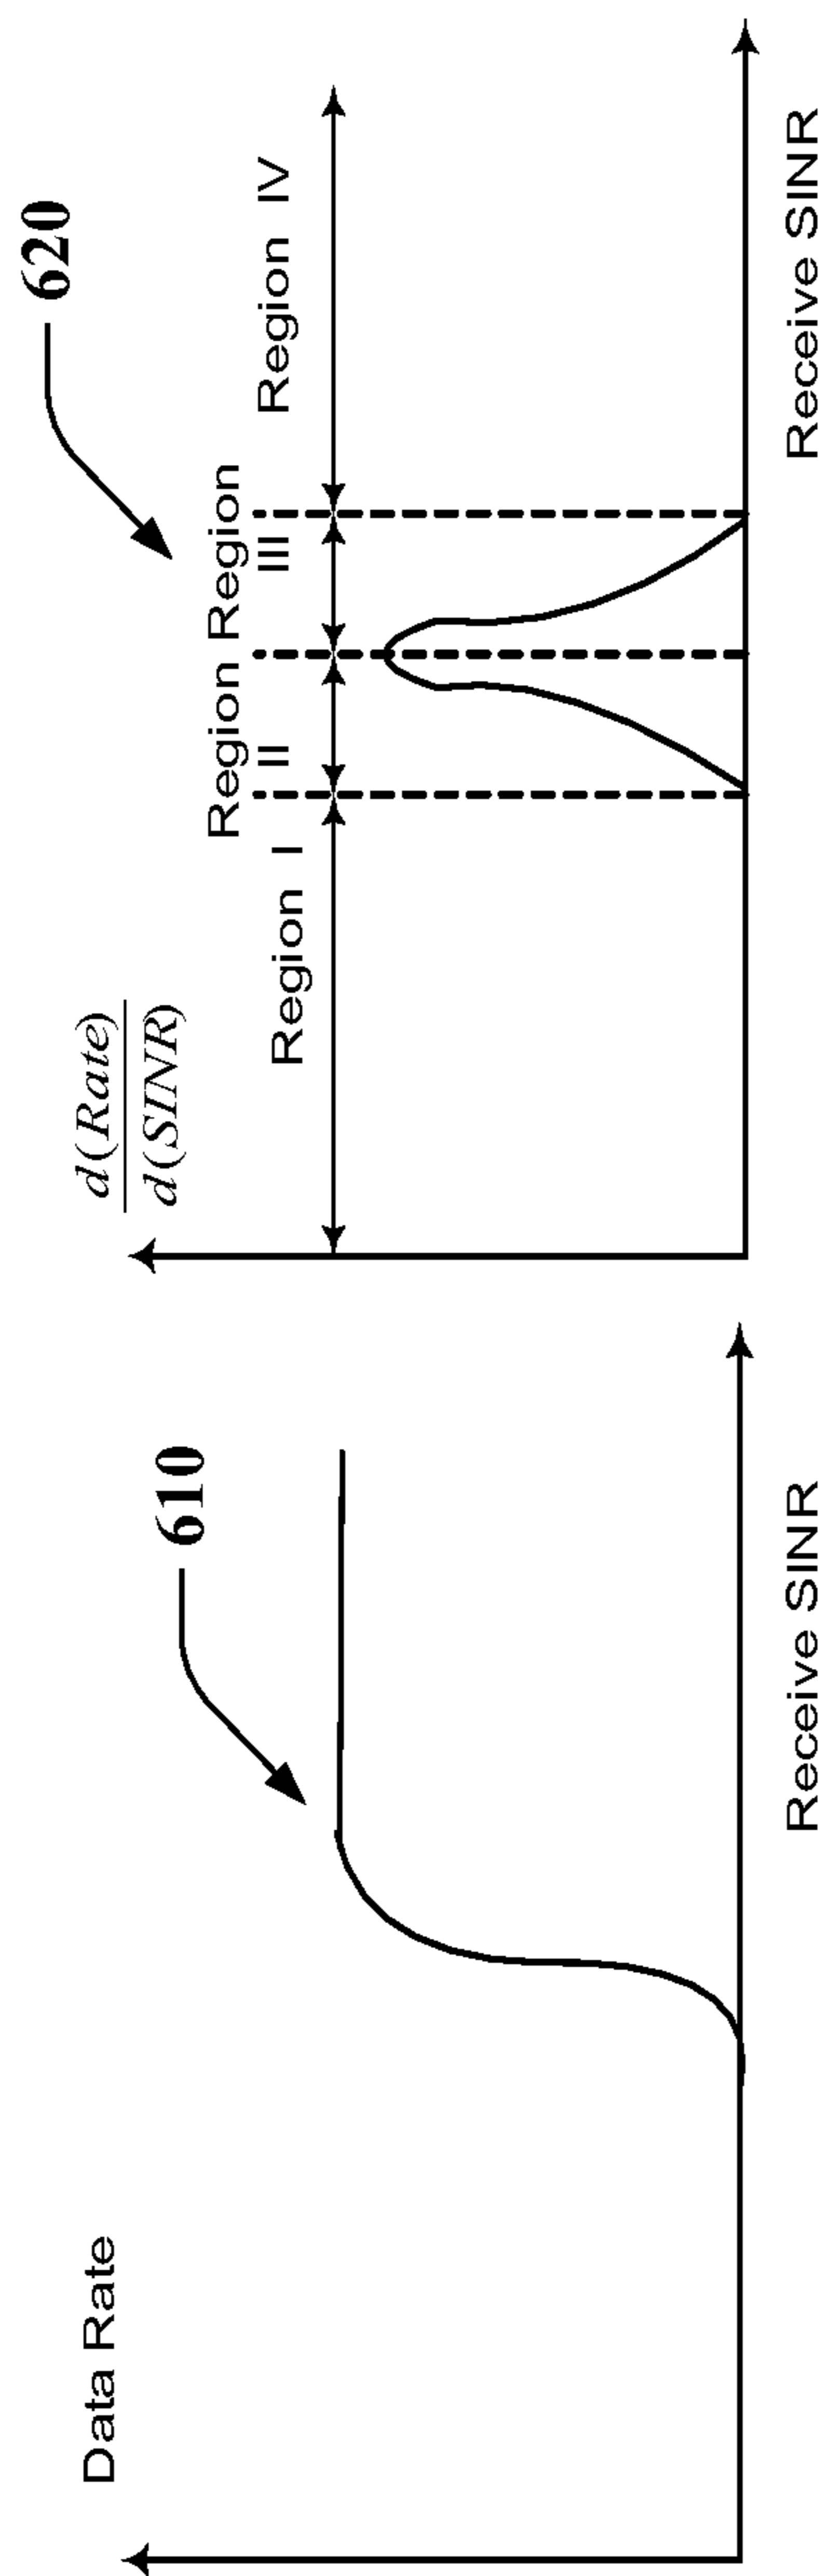 Data Rate
610
Receive SINR
d(Rate)
d(SINR)
620
Region I
Region
II
Region
III
Region IV
Receive SINR